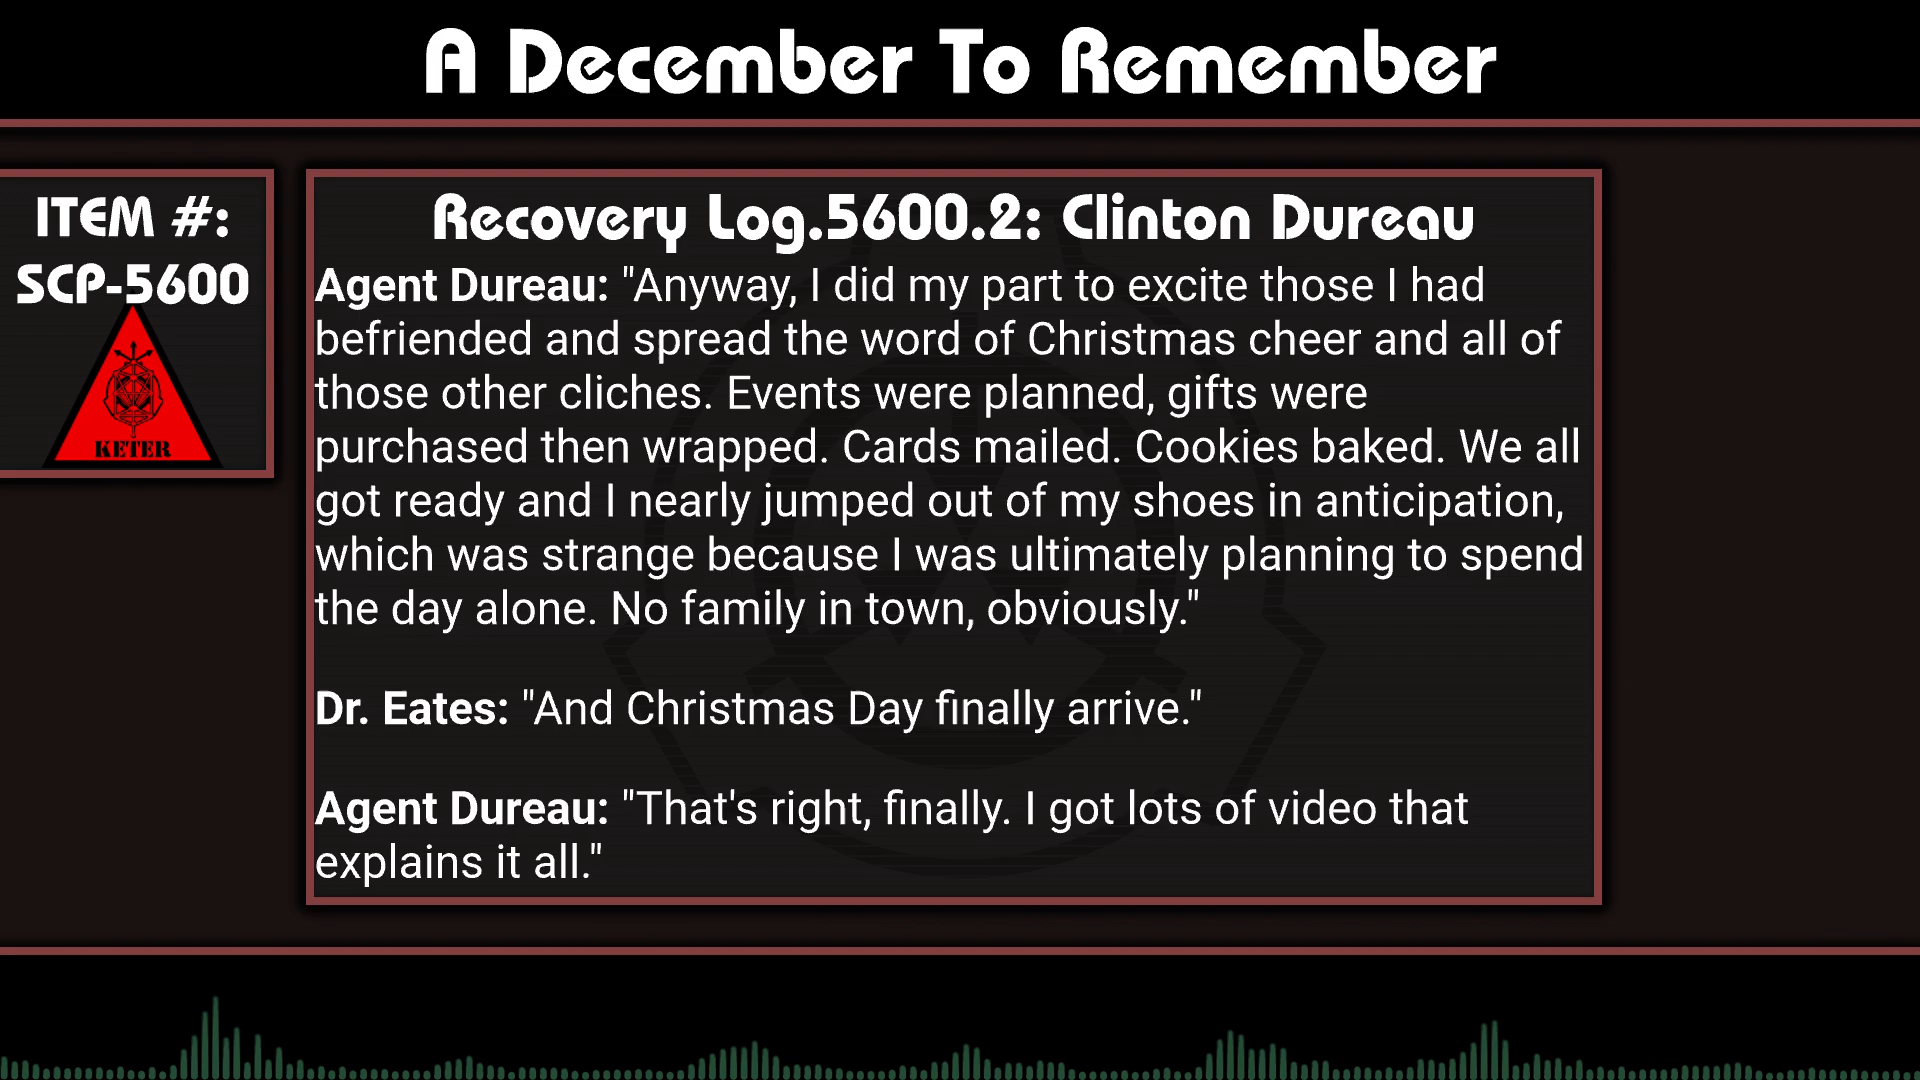 A December To Remember
ITEM #:
SCP-5600
KETER
Recovery Log.5600.2: Clinton Dureau
Agent Dureau: "Anyway, I did my part to excite those I had
befriended and spread the word of Christmas cheer and all of
those other cliches. Events were planned, gifts were
purchased then wrapped. Cards mailed. Cookies baked. We all
got ready and I nearly jumped out of my shoes in anticipation,
which was strange because I was ultimately planning to spend
the day alone. No family in town, obviously."
Dr. Eates: "And Christmas Day finally arrive."
Agent Dureau: "That's right, finally. I got lots of video that
explains it all."